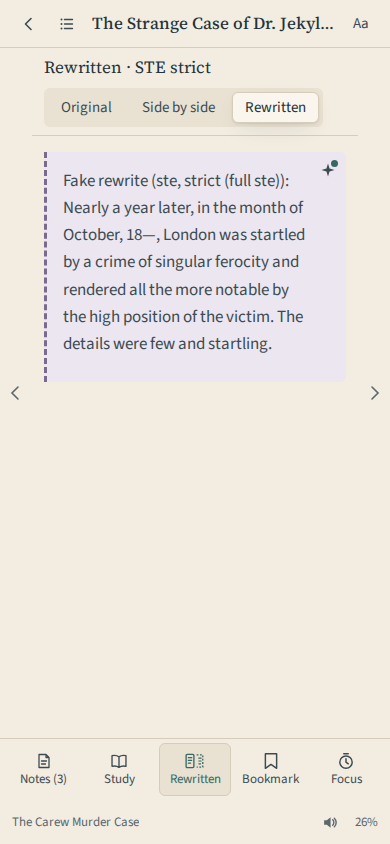 The Strange Case of Dr. Jekyl...
Aa
Rewritten · STE strict
Original
Side by side
Rewritten
Fake rewrite (ste, strict (full ste)):
Nearly a year later, in the month of
October, 18—, London was startled
by a crime of singular ferocity and
rendered all the more notable by
the high position of the victim. The
details were few and startling.
Notes (3)
Study
Rewritten
Bookmark
Focus
The Carew Murder Case
26%